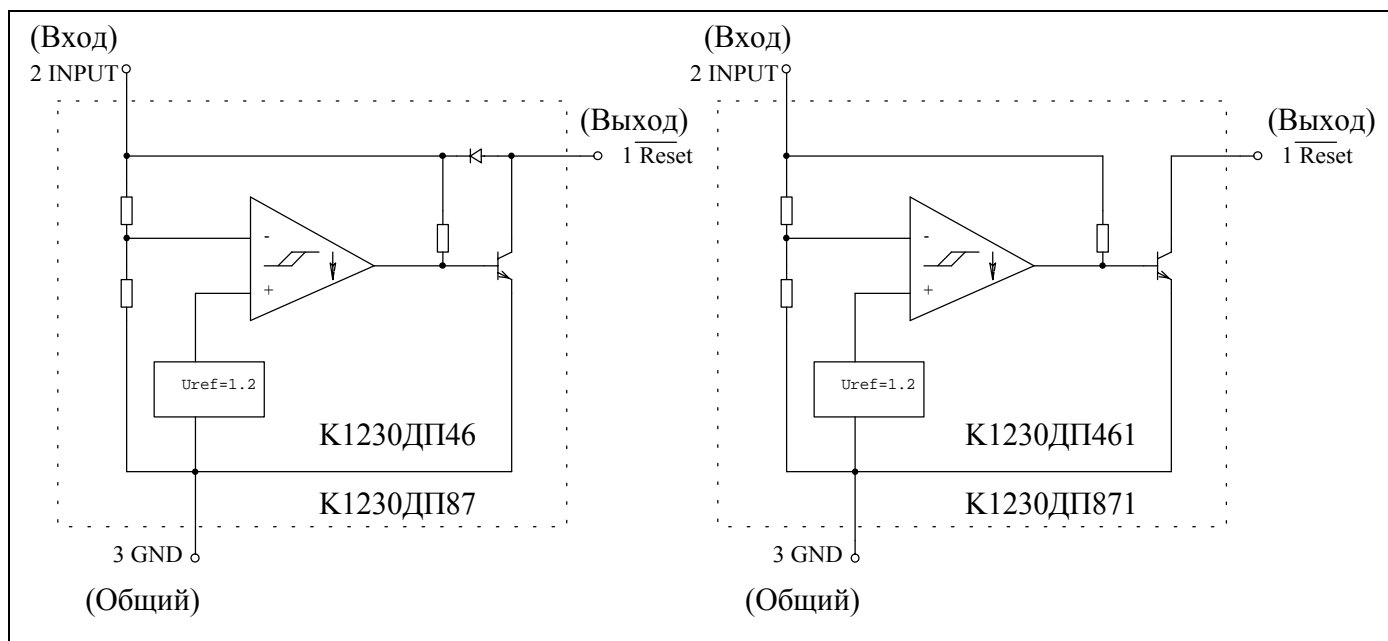 (Вход)
2 INPUT
(Выход)
1 Reset
-
+
Uref=1.2
К1230ДП46
К1230ДП87
3 GND
(Общий)
(Вход)
2 INPUT
(Выход)
1 Reset
-
+
Uref=1.2
К1230ДП461
К1230ДП871
3 GND
(Общий)